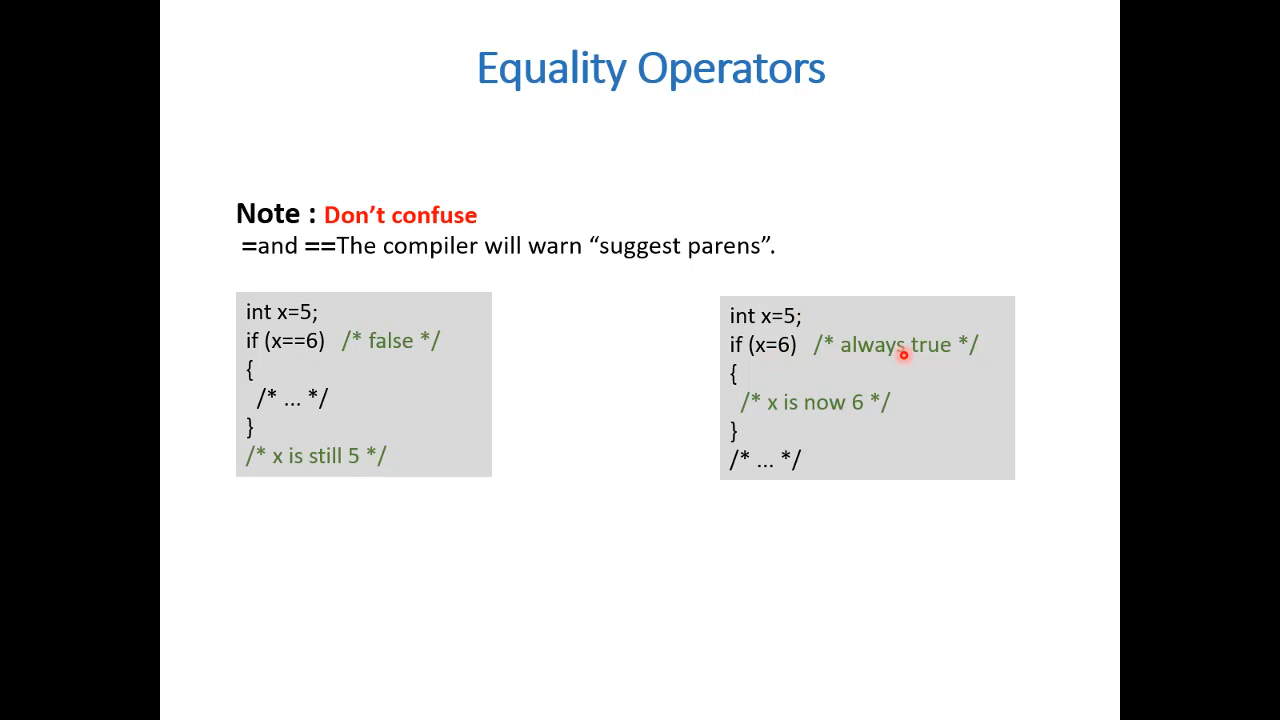 Equality Operators
Note : Don’t confuse
=and ==The compiler will warn “suggest parens”.
int x=5;
if (x==6) /* false */
{
/* ... */
}
/* x is still 5 */
int x=5;
if (x=6) /* always true */
{
/* x is now 6 */
}
/* ... */